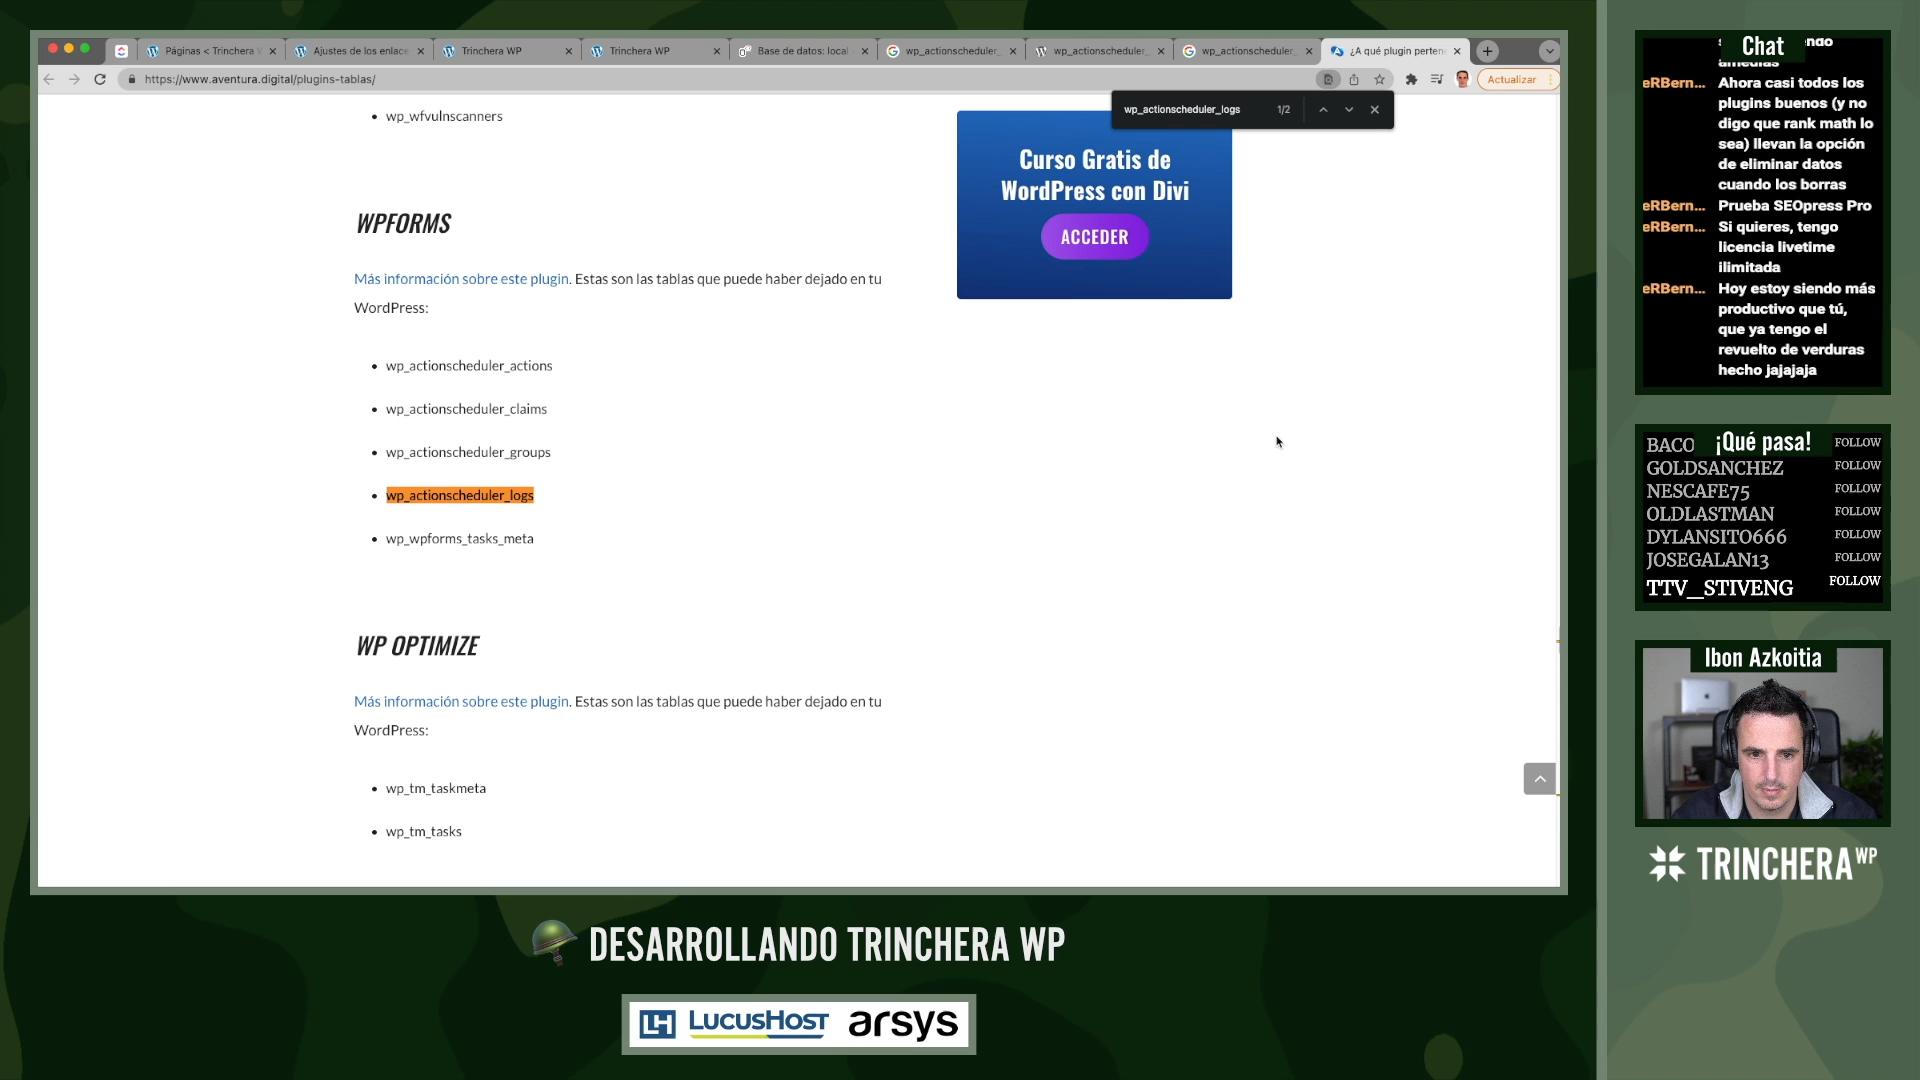 Páginas < Trinchera W
Ajustes de los enlace
Trinchera WP
Trinchera WP
Base de datos: local
wp_actionscheduler_
wp_actionscheduler_
wp_actionscheduler_
¿A qué plugin perten
https://www.aventura.digital/plugins-tablas/
Actualizar
wp_actionscheduler_logs 1/2
wp_wfvulnscanners
WPFORMS
Más información sobre este plugin. Estas son las tablas que puede haber dejado en tu
WordPress:
wp_actionscheduler_actions
wp_actionscheduler_claims
wp_actionscheduler_groups
wp_actionscheduler_logs
wp_wpforms_tasks_meta
WP OPTIMIZE
Más información sobre este plugin. Estas son las tablas que puede haber dejado en tu
WordPress:
wp_tm_taskmeta
wp_tm_tasks
Curso Gratis de
WordPress con Divi
ACCEDER
Chat
amedias
eRBern... Ahora casi todos los
plugins buenos (y no
digo que rank math lo
sea) llevan la opción
de eliminar datos
cuando los borras
eRBern... Prueba SEOpress Pro
eRBern... Si quieres, tengo
licencia livetime
ilimitada
eRBern... Hoy estoy siendo más
productivo que tú,
que ya tengo el
revuelto de verduras
hecho jajajaja
¡Qué pasa!
BACO FOLLOW
GOLDSANCHEZ FOLLOW
NESCAFE75 FOLLOW
OLDLASTMAN FOLLOW
DYLANSITO666 FOLLOW
JOSEGALAN13 FOLLOW
TTV_STIVENG FOLLOW
Ibon Azkoitia
TRINCHERA WP
DESARROLLANDO TRINCHERA WP
LH LUCUSHOST arsys